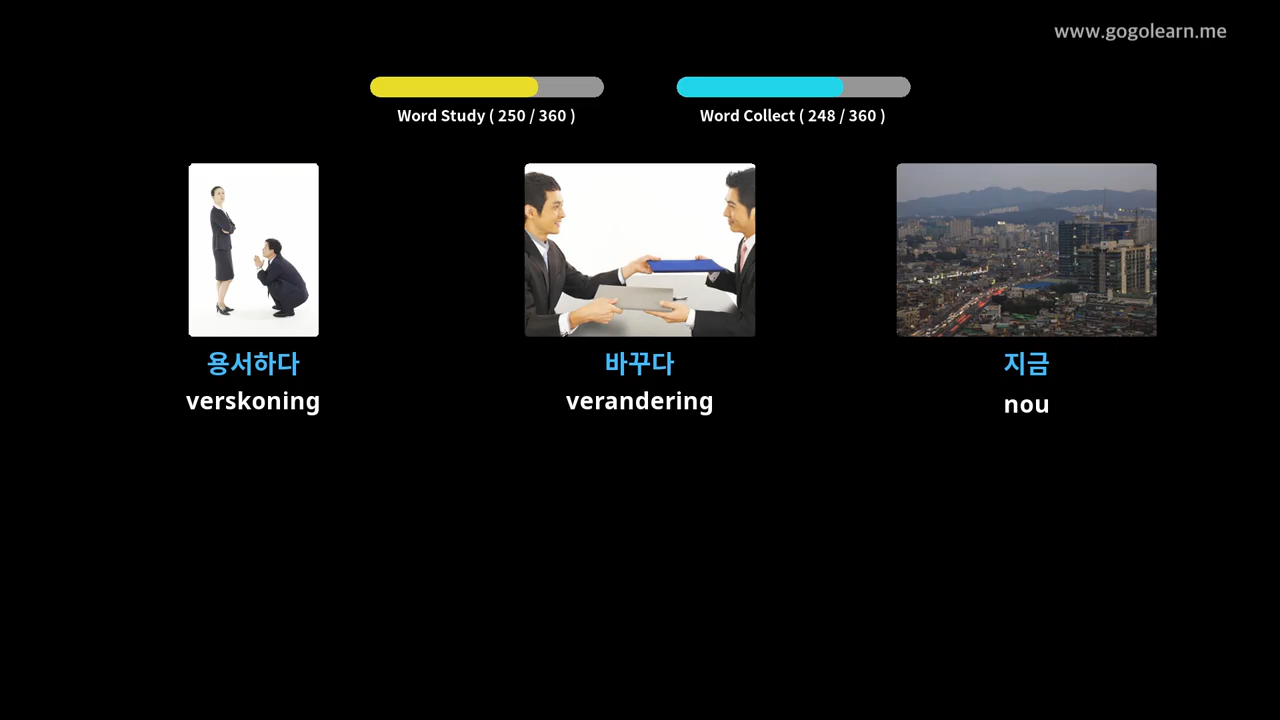 www.gogolearn.me
Word Study ( 250 / 360 )
Word Collect ( 248 / 360 )
용서하다
verskoning
바꾸다
verandering
지금
nou